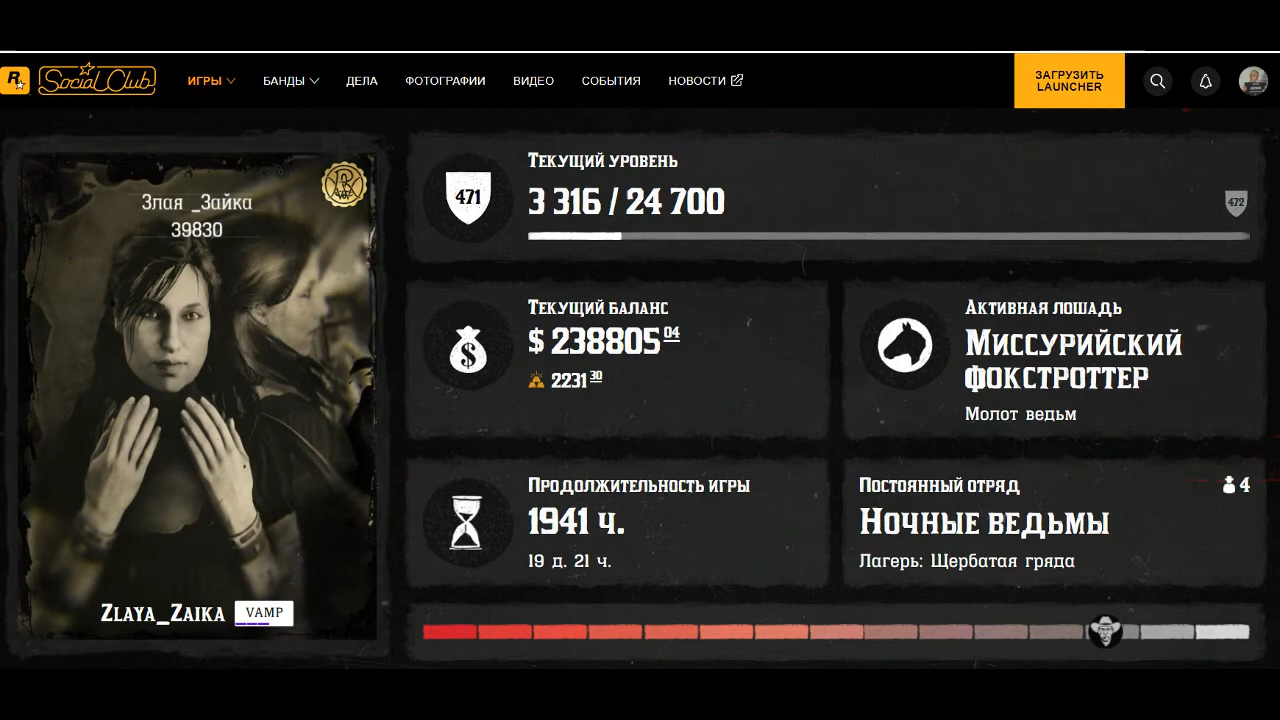 R
Social Club
ИГРЫ
БАНДЫ
ДЕЛА
ФОТОГРАФИИ
ВИДЕО
СОБЫТИЯ
НОВОСТИ
ЗАГРУЗИТЬ
LAUNCHER
Злая _Зайка
39830
R
ZLAYA_ZAIKA
VAMP
471
ТЕКУЩИЙ УРОВЕНЬ
3 316 / 24 700
472
ТЕКУЩИЙ БАЛАНС
$ 238805 04
2231 30
$
АКТИВНАЯ ЛОШАДЬ
МИССУРИЙСКИЙ
ФОКСТРОТТЕР
Молот ведьм
ПРОДОЛЖИТЕЛЬНОСТЬ ИГРЫ
1941 Ч.
19 д. 21 ч.
ПОСТОЯННЫЙ ОТРЯД
4
НОЧНЫЕ ВЕДЬМЫ
Лагерь: Щербатая гряда